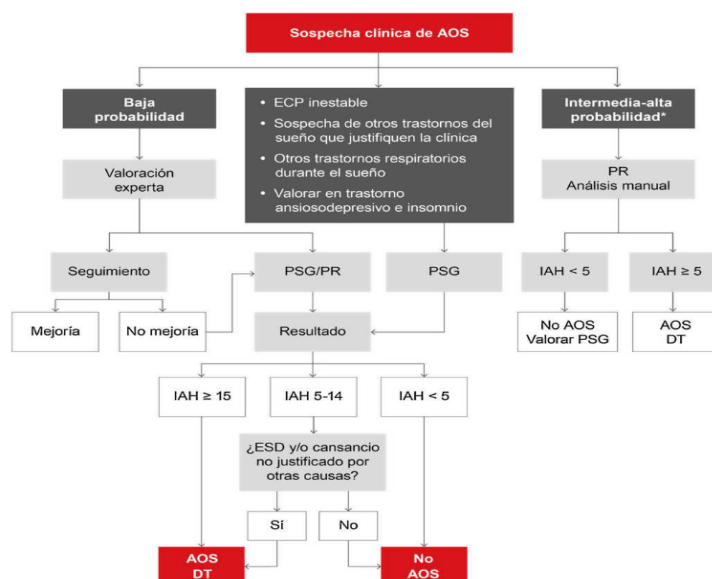 Sospecha clínica de AOS
Baja
probabilidad
• ECP inestable
• Sospecha de otros trastornos del
sueño que justifiquen la clínica
• Otros trastornos respiratorios
durante el sueño
• Valorar en trastorno
ansiosodepresivo e insomnio
Intermedia-alta
probabilidad*
Valoración
experta
PR
Análisis manual
Seguimiento
PSG/PR
PSG
IAH < 5
IAH ≥ 5
Mejoría
No mejoría
Resultado
No AOS
Valorar PSG
AOS
DT
IAH ≥ 15
IAH 5-14
IAH < 5
¿ESD y/o cansancio
no justificado por
otras causas?
Sí
No
AOS
DT
No
AOS